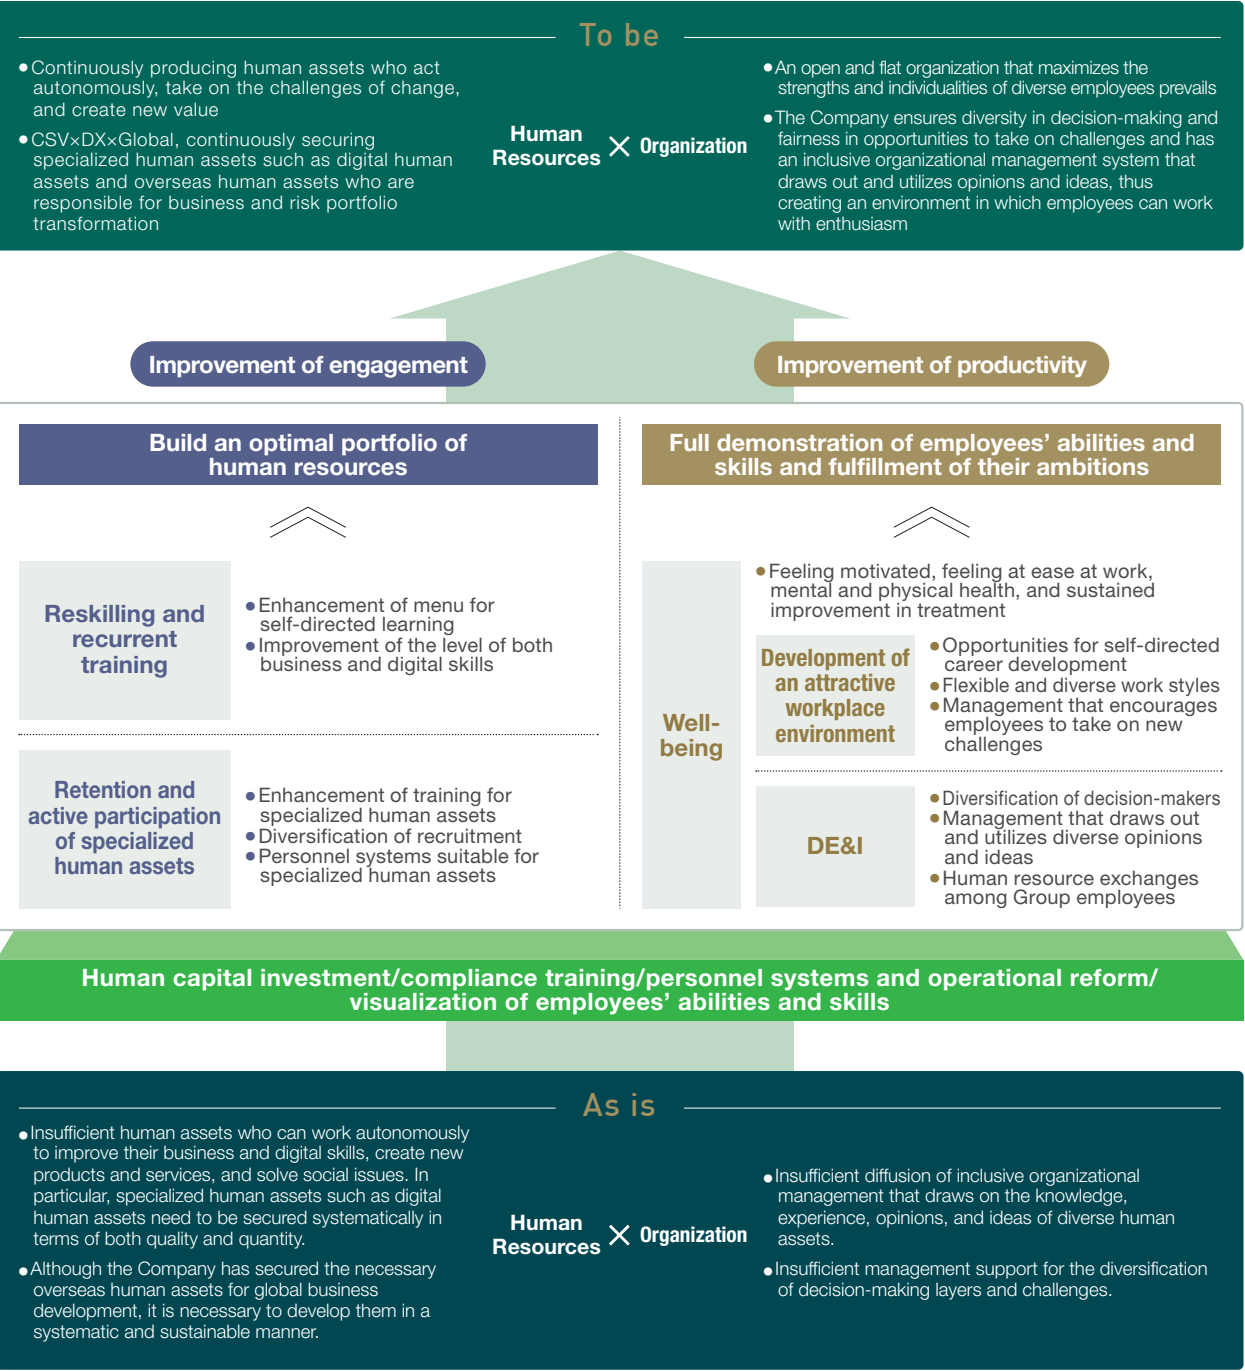 To be
● Continuously producing human assets who act
autonomously, take on the challenges of change,
and create new value
● CSV×DX×Global, continuously securing
specialized human assets such as digital human
assets and overseas human assets who are
responsible for business and risk portfolio
transformation
Human
Resources × Organization
● An open and flat organization that maximizes the
strengths and individualities of diverse employees prevails
● The Company ensures diversity in decision-making and
fairness in opportunities to take on challenges and has
an inclusive organizational management system that
draws out and utilizes opinions and ideas, thus
creating an environment in which employees can work
with enthusiasm
Improvement of engagement
Improvement of productivity
Build an optimal portfolio of
human resources
Reskilling and
recurrent
training
● Enhancement of menu for
self-directed learning
● Improvement of the level of both
business and digital skills
Retention and
active participation
of specialized
human assets
● Enhancement of training for
specialized human assets
● Diversification of recruitment
● Personnel systems suitable for
specialized human assets
Full demonstration of employees’ abilities and
skills and fulfillment of their ambitions
Well-
being
● Feeling motivated, feeling at ease at work,
mental and physical health, and sustained
improvement in treatment
Development of
an attractive
workplace
environment
● Opportunities for self-directed
career development
● Flexible and diverse work styles
● Management that encourages
employees to take on new
challenges
DE&I
● Diversification of decision-makers
● Management that draws out
and utilizes diverse opinions
and ideas
● Human resource exchanges
among Group employees
Human capital investment/compliance training/personnel systems and operational reform/
visualization of employees’ abilities and skills
As is
● Insufficient human assets who can work autonomously
to improve their business and digital skills, create new
products and services, and solve social issues. In
particular, specialized human assets such as digital
human assets need to be secured systematically in
terms of both quality and quantity.
● Although the Company has secured the necessary
overseas human assets for global business
development, it is necessary to develop them in a
systematic and sustainable manner.
Human
Resources × Organization
● Insufficient diffusion of inclusive organizational
management that draws on the knowledge,
experience, opinions, and ideas of diverse human
assets.
● Insufficient management support for the diversification
of decision-making layers and challenges.